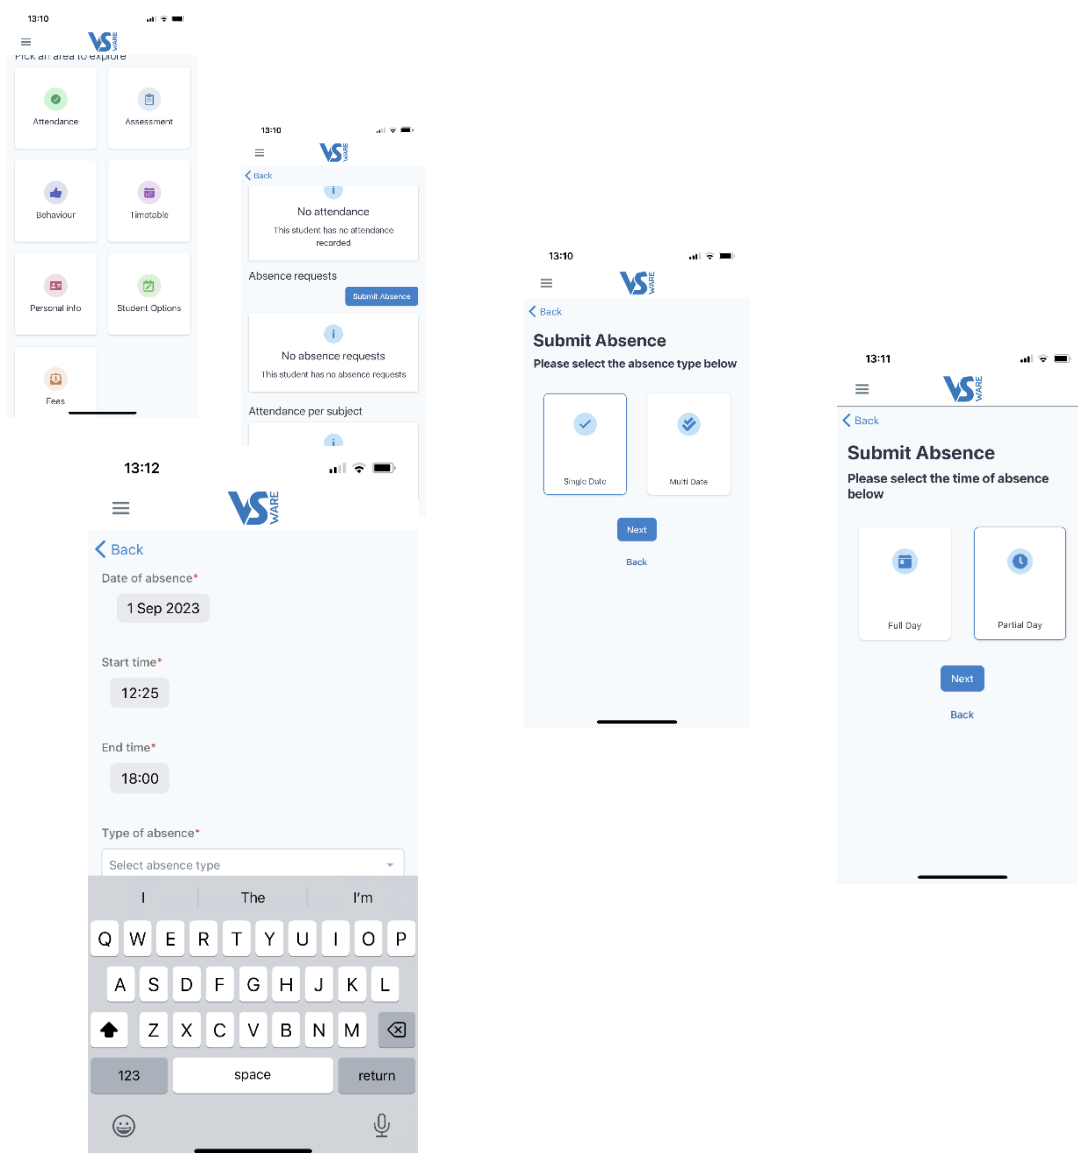 13:10
VS WARE
Pick an area to explore
Attendance
Assessment
Behaviour
Timetable
Personal info
Student Options
Fees
13:10
VS WARE
Back
No attendance
This student has no attendance
recorded
Absence requests
Submit Absence
No absence requests
This student has no absence requests
Attendance per subject
13:10
VS WARE
Back
Submit Absence
Please select the absence type below
Single Date
Multi Date
Next
Back
13:11
VS WARE
Back
Submit Absence
Please select the time of absence
below
Full Day
Partial Day
Next
Back
13:12
VS WARE
Back
Date of absence*
1 Sep 2023
Start time*
12:25
End time*
18:00
Type of absence*
Select absence type
I The I'm
Q W E R T Y U I O P
A S D F G H J K L
Z X C V B N M
123 space return